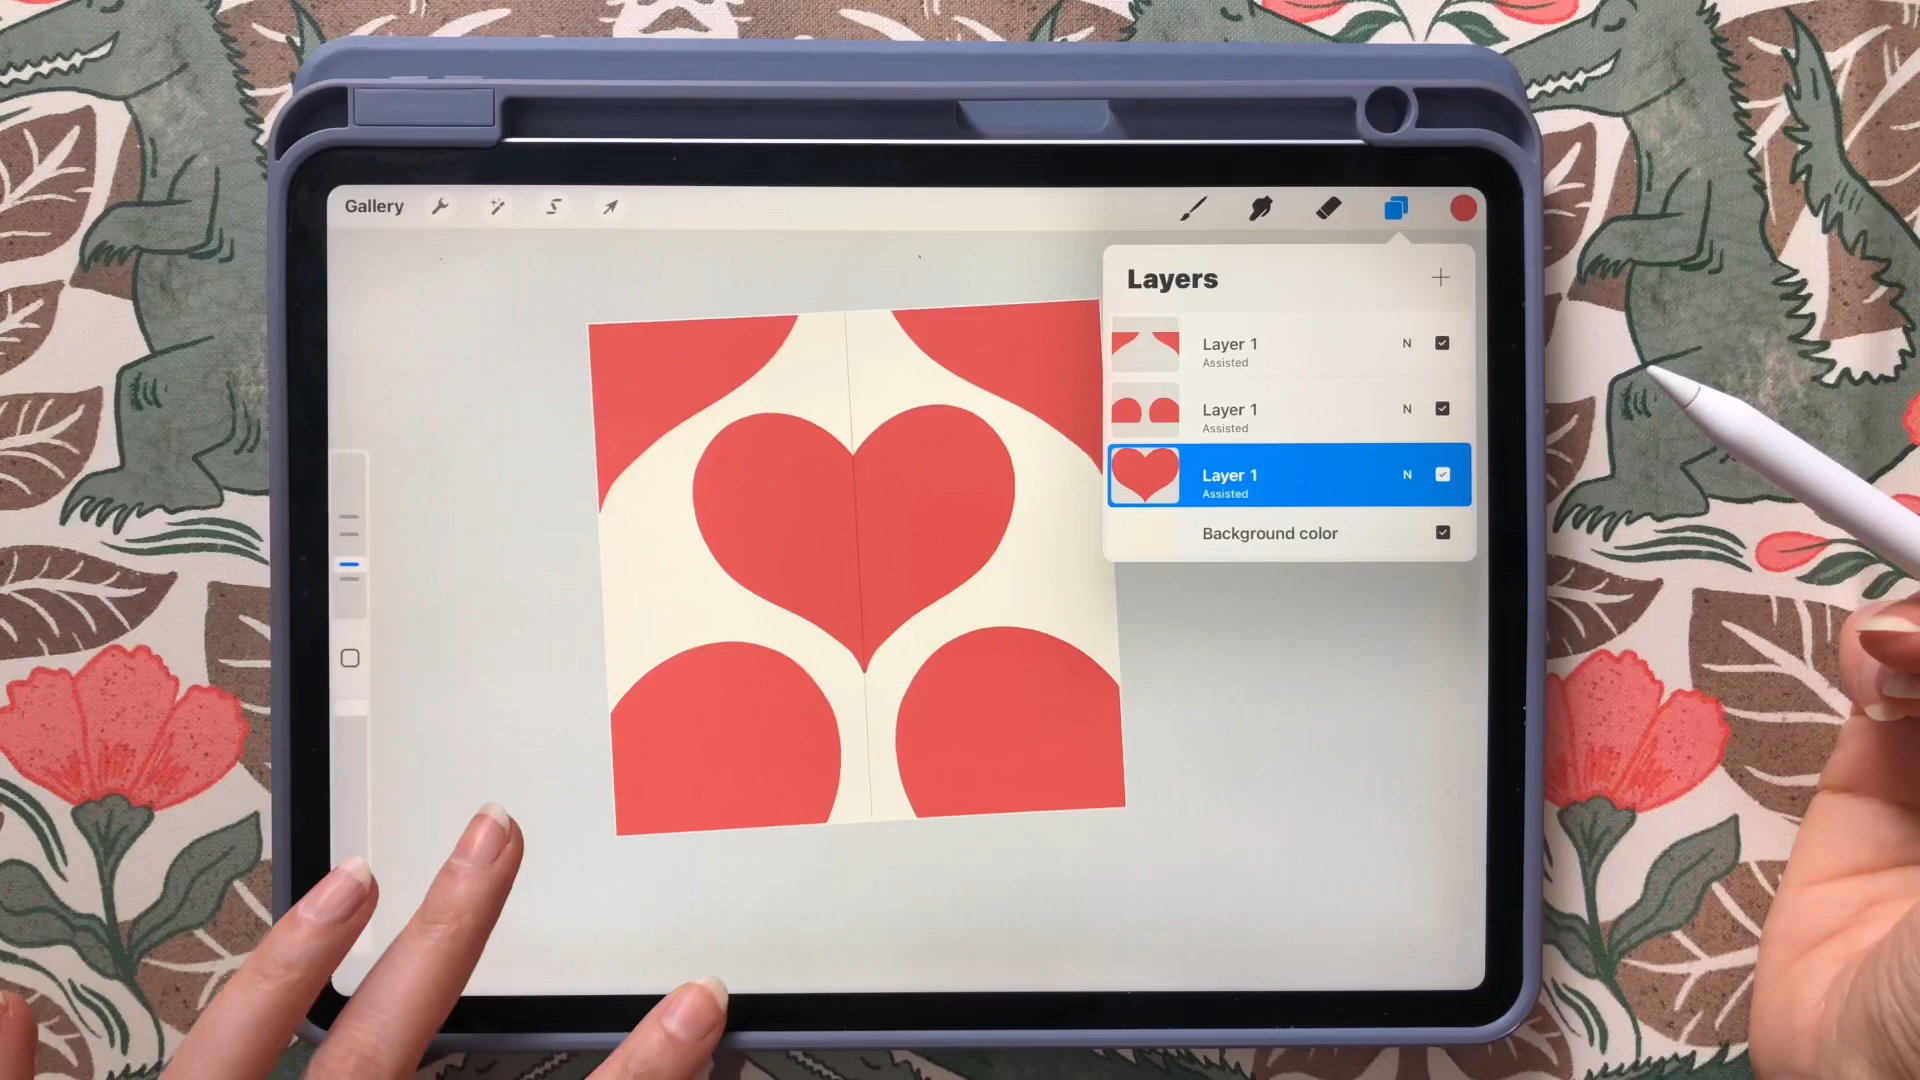 Gallery
Layers
Layer 1
N
Assisted
Layer 1
N
Assisted
Layer 1
N
Assisted
Background color